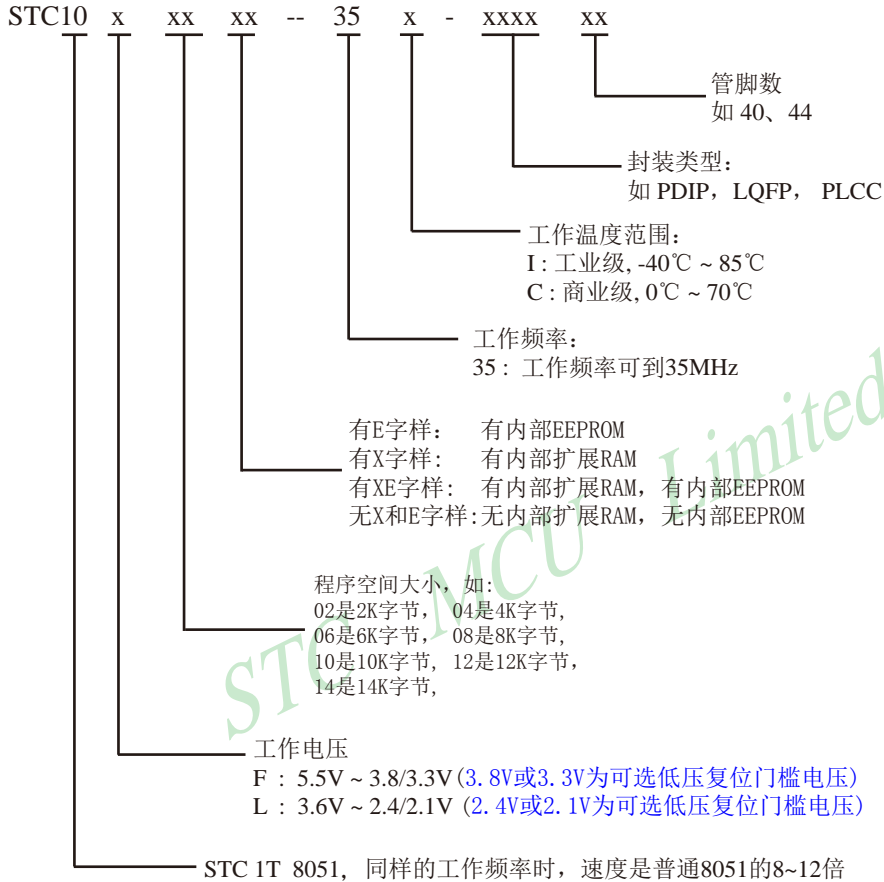 STC10 x xx xx -- 35 x - xxxx xx
管脚数
如 40、44
封装类型：
如 PDIP，LQFP， PLCC
工作温度范围：
I : 工业级, -40℃ ~ 85℃
C : 商业级, 0℃ ~ 70℃
工作频率：
35 : 工作频率可到35MHz
有E字样： 有内部EEPROM
有X字样: 有内部扩展RAM
有XE字样: 有内部扩展RAM，有内部EEPROM
无X和E字样:无内部扩展RAM，无内部EEPROM
程序空间大小，如:
02是2K字节， 04是4K字节,
06是6K字节， 08是8K字节,
10是10K字节, 12是12K字节，
14是14K字节,
工作电压
F : 5.5V ~ 3.8/3.3V(3.8V或3.3V为可选低压复位门槛电压)
L : 3.6V ~ 2.4/2.1V (2.4V或2.1V为可选低压复位门槛电压)
STC 1T 8051, 同样的工作频率时，速度是普通8051的8~12倍
STC MCU Limited